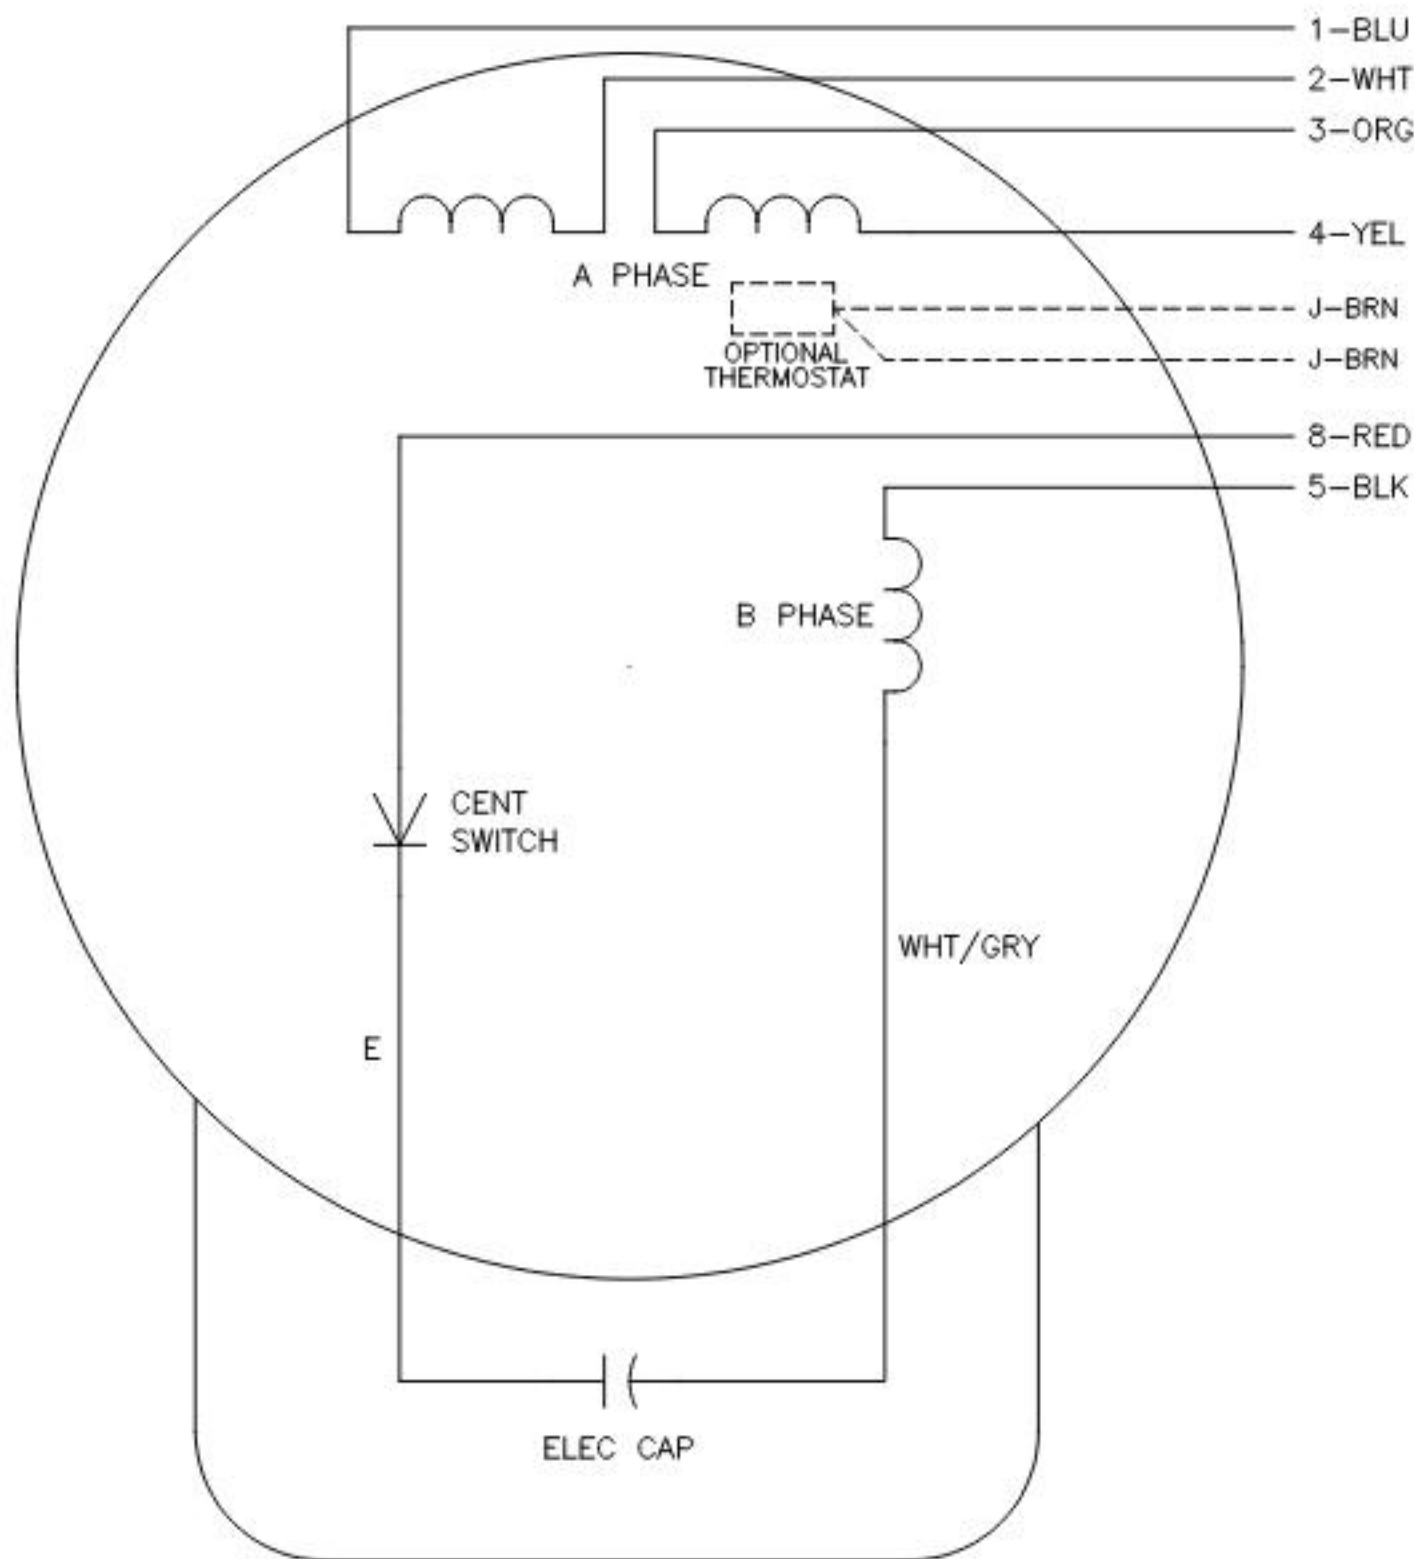 1-BLU
2-WHT
3-ORG
4-YEL
A PHASE
J-BRN
OPTIONAL
THERMOSTAT
J-BRN
8-RED
5-BLK
B PHASE
CENT
SWITCH
WHT/GRY
E
ELEC CAP